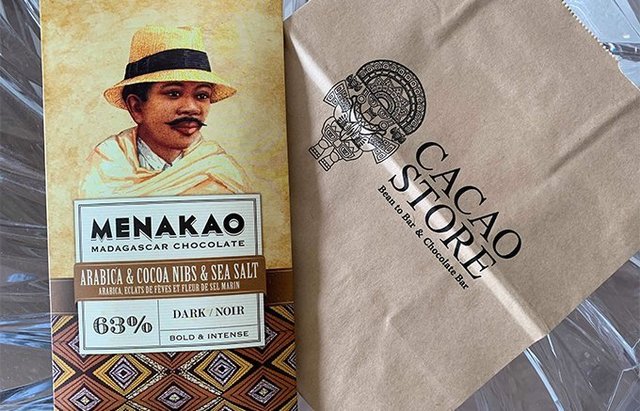 MENAKAO
MADAGASCAR CHOCOLATE
ARABICA & COCOA NIBS & SEA SALT
ARABICA, ECLATS DE FEVES ET FLEUR DE SEL MARIN
63%
DARK / NOIR
BOLD & INTENSE
CACAO
STORE
Bean to Bar & Chocolate Bar